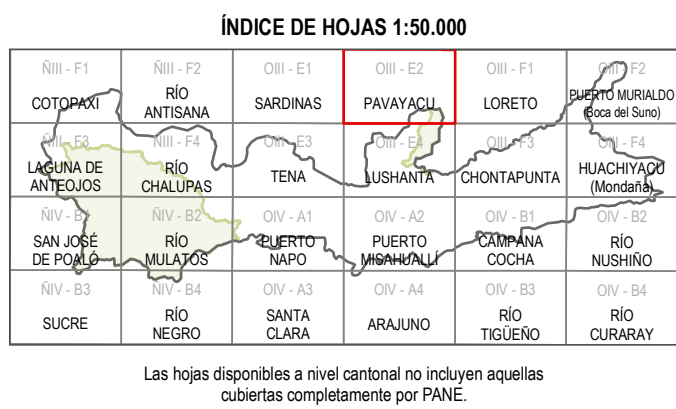 ÍNDICE DE HOJAS 1:50.000
ÑIII - F1
ÑIII - F2
OIII - E1
OIII - E2
OIII - F1
OIII - F2
COTOPAXI
RÍO
ANTISANA
SARDINAS
PAVAYACU
LORETO
PUERTO MURIALDO
(Boca del Suno)
ÑIII - F3
ÑIII - F4
OIII - E3
OIII - E4
OIII - F3
OIII - F4
LAGUNA DE
ANTEOJOS
RÍO
CHALUPAS
TENA
LUSHANTA
CHONTAPUNTA
HUACHIYACU
(Mondaña)
ÑIV - B1
ÑIV - B2
OIV - A1
OIV - A2
OIV - B1
OIV - B2
SAN JOSÉ
DE POALÓ
RÍO
MULATOS
PUERTO
NAPO
PUERTO
MISAHUALLÍ
CAMPANA
COCHA
RÍO
NUSHIÑO
ÑIV - B3
ÑIV - B4
OIV - A3
OIV - A4
OIV - B3
OIV - B4
SUCRE
RÍO
NEGRO
SANTA
CLARA
ARAJUNO
RÍO
TIGÜEÑO
RÍO
CURARAY
Las hojas disponibles a nivel cantonal no incluyen aquellas
cubiertas completamente por PANE.